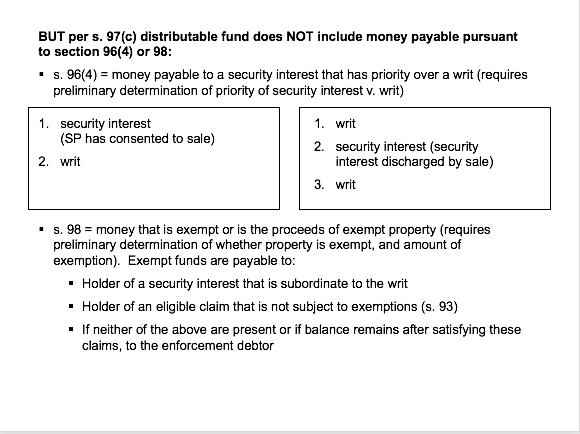 BUT per s. 97(c) distributable fund does NOT include money payable pursuant
to section 96(4) or 98:
▪ s. 96(4) = money payable to a security interest that has priority over a writ (requires
preliminary determination of priority of security interest v. writ)
1. security interest
(SP has consented to sale)
2. writ
1. writ
2. security interest (security
interest discharged by sale)
3. writ
▪ s. 98 = money that is exempt or is the proceeds of exempt property (requires
preliminary determination of whether property is exempt, and amount of
exemption).  Exempt funds are payable to:
▪ Holder of a security interest that is subordinate to the writ
▪ Holder of an eligible claim that is not subject to exemptions (s. 93)
▪ If neither of the above are present or if balance remains after satisfying these
claims, to the enforcement debtor